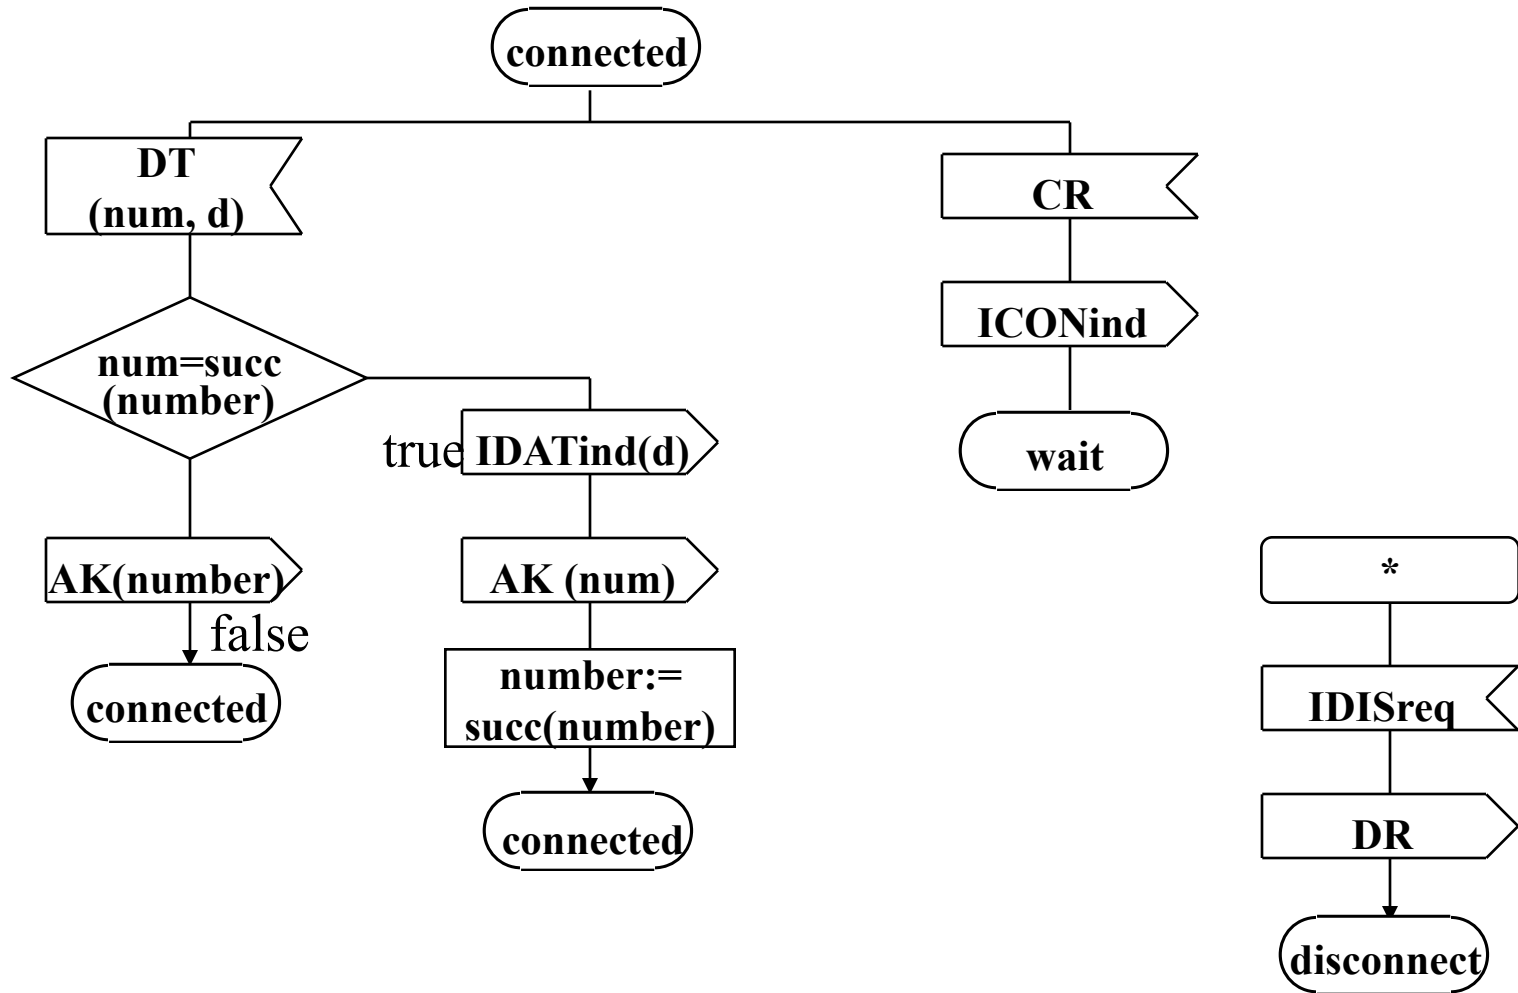 connected
DT
(num, d)
CR
ICONind
num=succ
(number)
true
IDATind(d)
wait
AK(number)
AK (num)
*
false
number:=
succ(number)
connected
IDISreq
connected
DR
disconnect